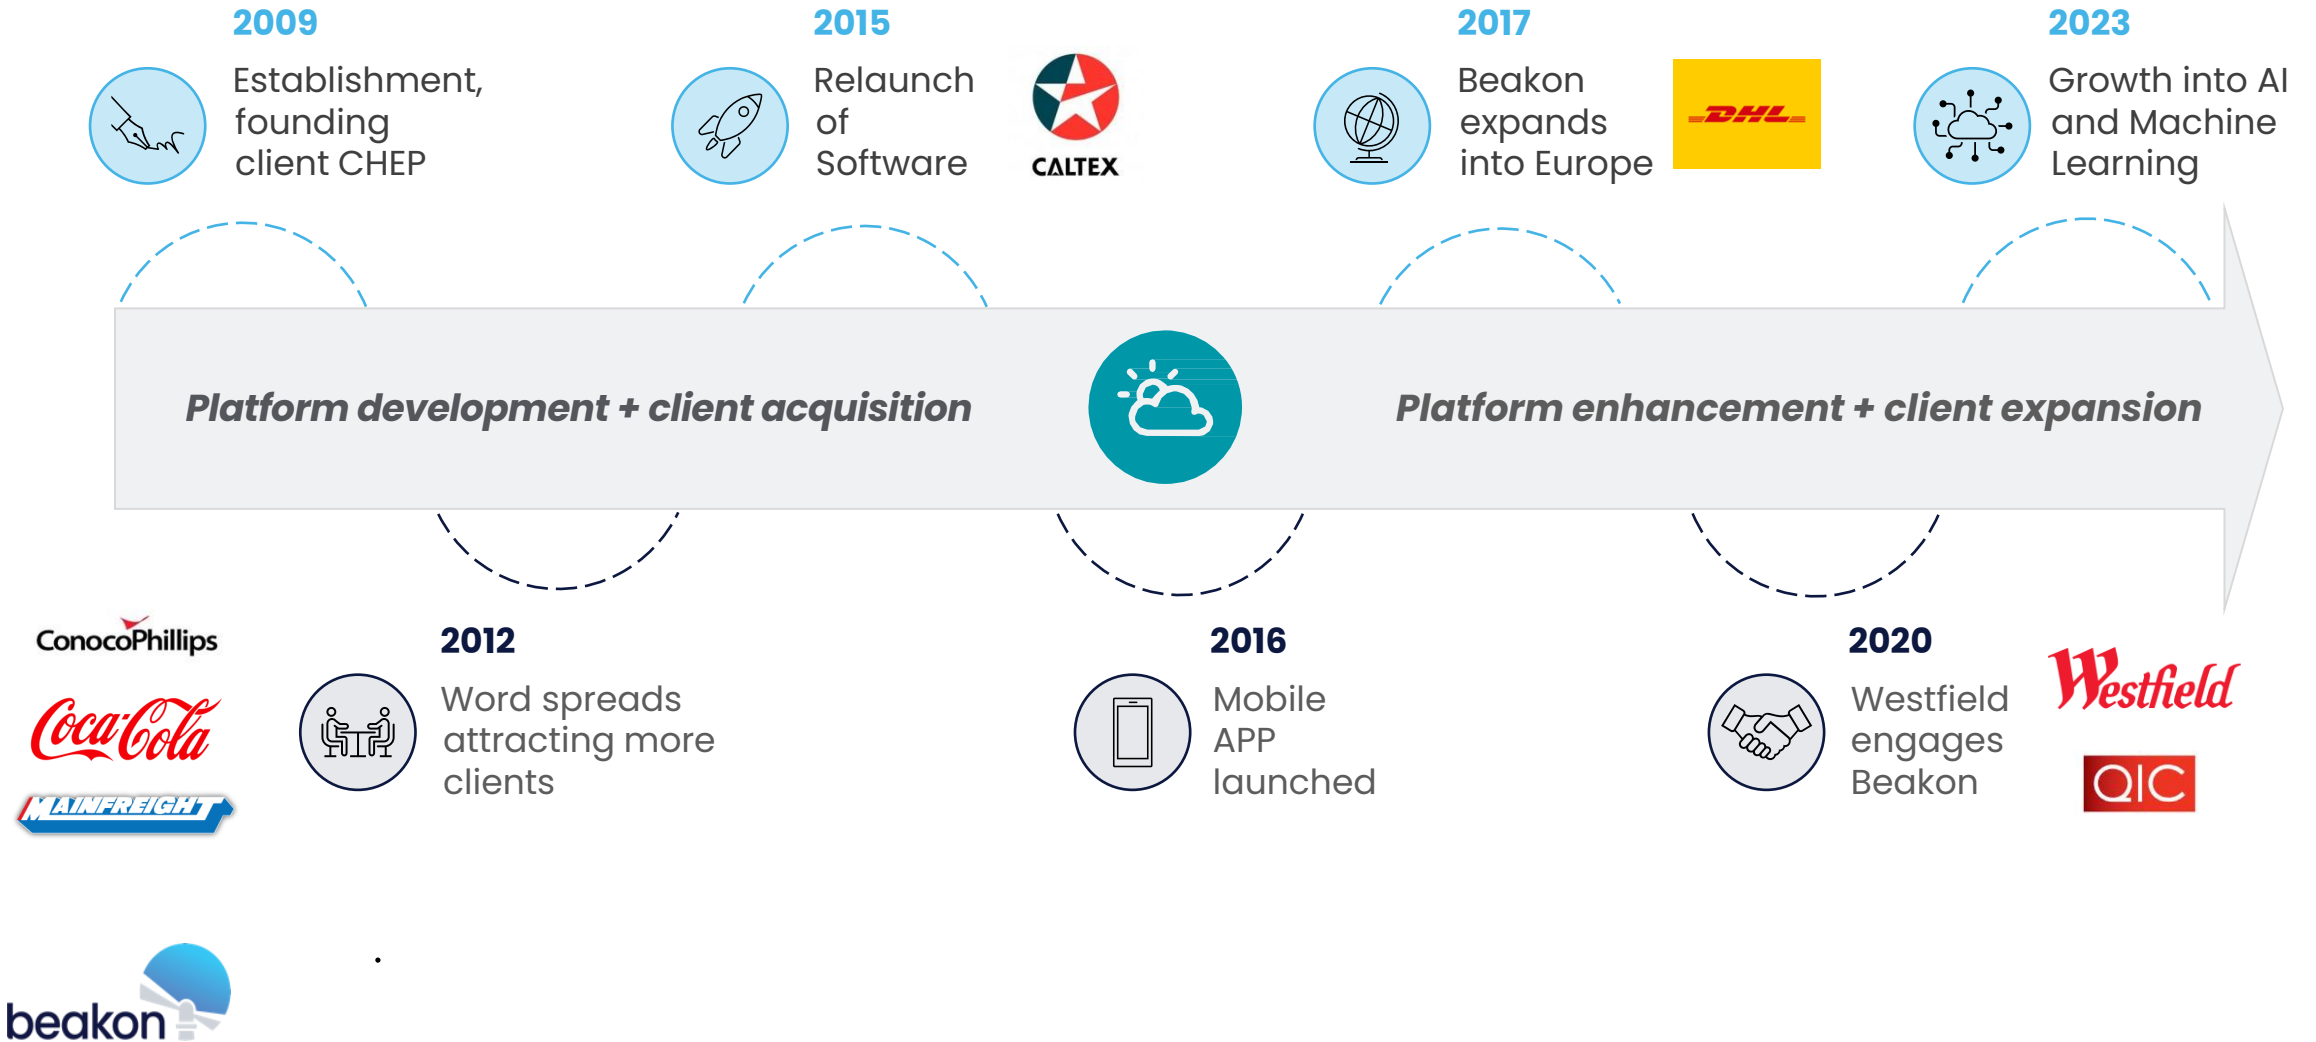 2009
Establishment,
founding
client CHEP
2015
Relaunch
of
Software
CALTEX
2017
Beakon
expands
into Europe
DHL
2023
Growth into AI
and Machine
Learning
Platform development + client acquisition
Platform enhancement + client expansion
ConocoPhillips
Coca-Cola
MAINFREIGHT
2012
Word spreads
attracting more
clients
2016
Mobile
APP
launched
2020
Westfield
engages
Beakon
Westfield
QIC
.
beakon